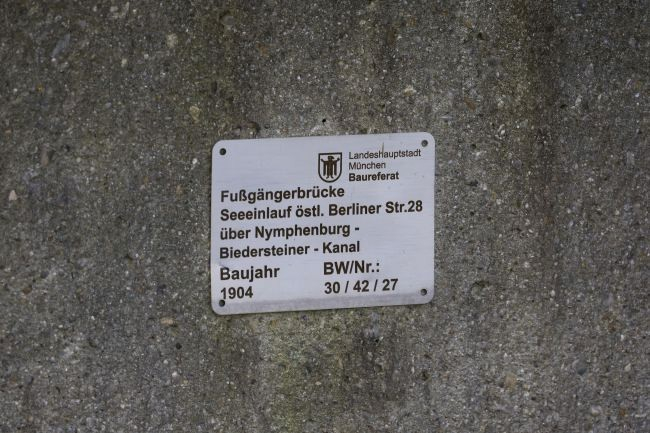 Landeshauptstadt
München
Baureferat
Fußgängerbrücke
Seeeinlauf östl. Berliner Str.28
über Nymphenburg -
Biedersteiner - Kanal
Baujahr BW/Nr.:
1904 30 / 42 / 27